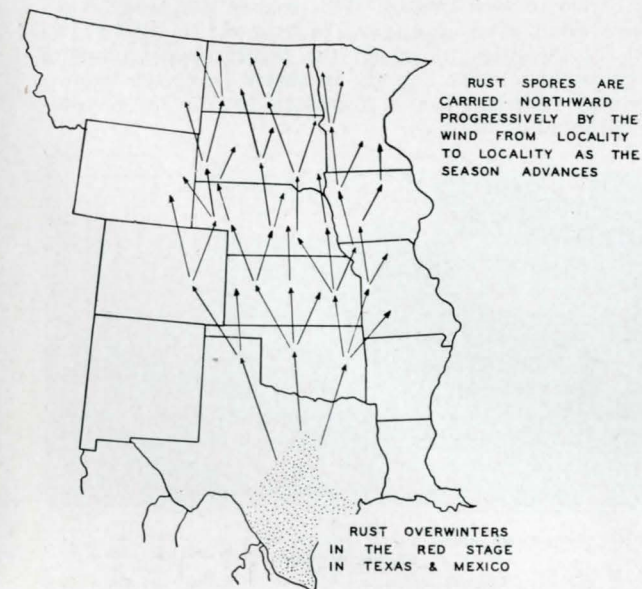 RUST SPORES ARE
CARRIED NORTHWARD
PROGRESSIVELY BY THE
WIND FROM LOCALITY
TO LOCALITY AS THE
SEASON ADVANCES
RUST OVERWINTERS
IN THE RED STAGE
IN TEXAS & MEXICO